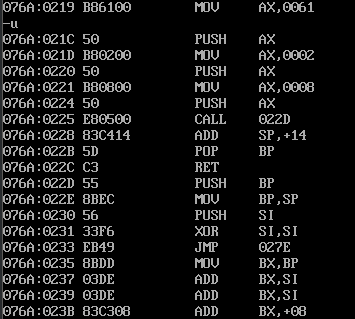 076A:0219 B86100 MOV AX,0061
-u
076A:021C 50 PUSH AX
076A:021D B80200 MOV AX,0002
076A:0220 50 PUSH AX
076A:0221 B80800 MOV AX,0008
076A:0224 50 PUSH AX
076A:0225 E80500 CALL 022D
076A:0228 83C414 ADD SP,+14
076A:022B 5D POP BP
076A:022C C3 RET
076A:022D 55 PUSH BP
076A:022E 8BEC MOV BP,SP
076A:0230 56 PUSH SI
076A:0231 33F6 XOR SI,SI
076A:0233 EB49 JMP 027E
076A:0235 8BDD MOV BX,BP
076A:0237 03DE ADD BX,SI
076A:0239 03DE ADD BX,SI
076A:023B 83C308 ADD BX,+08